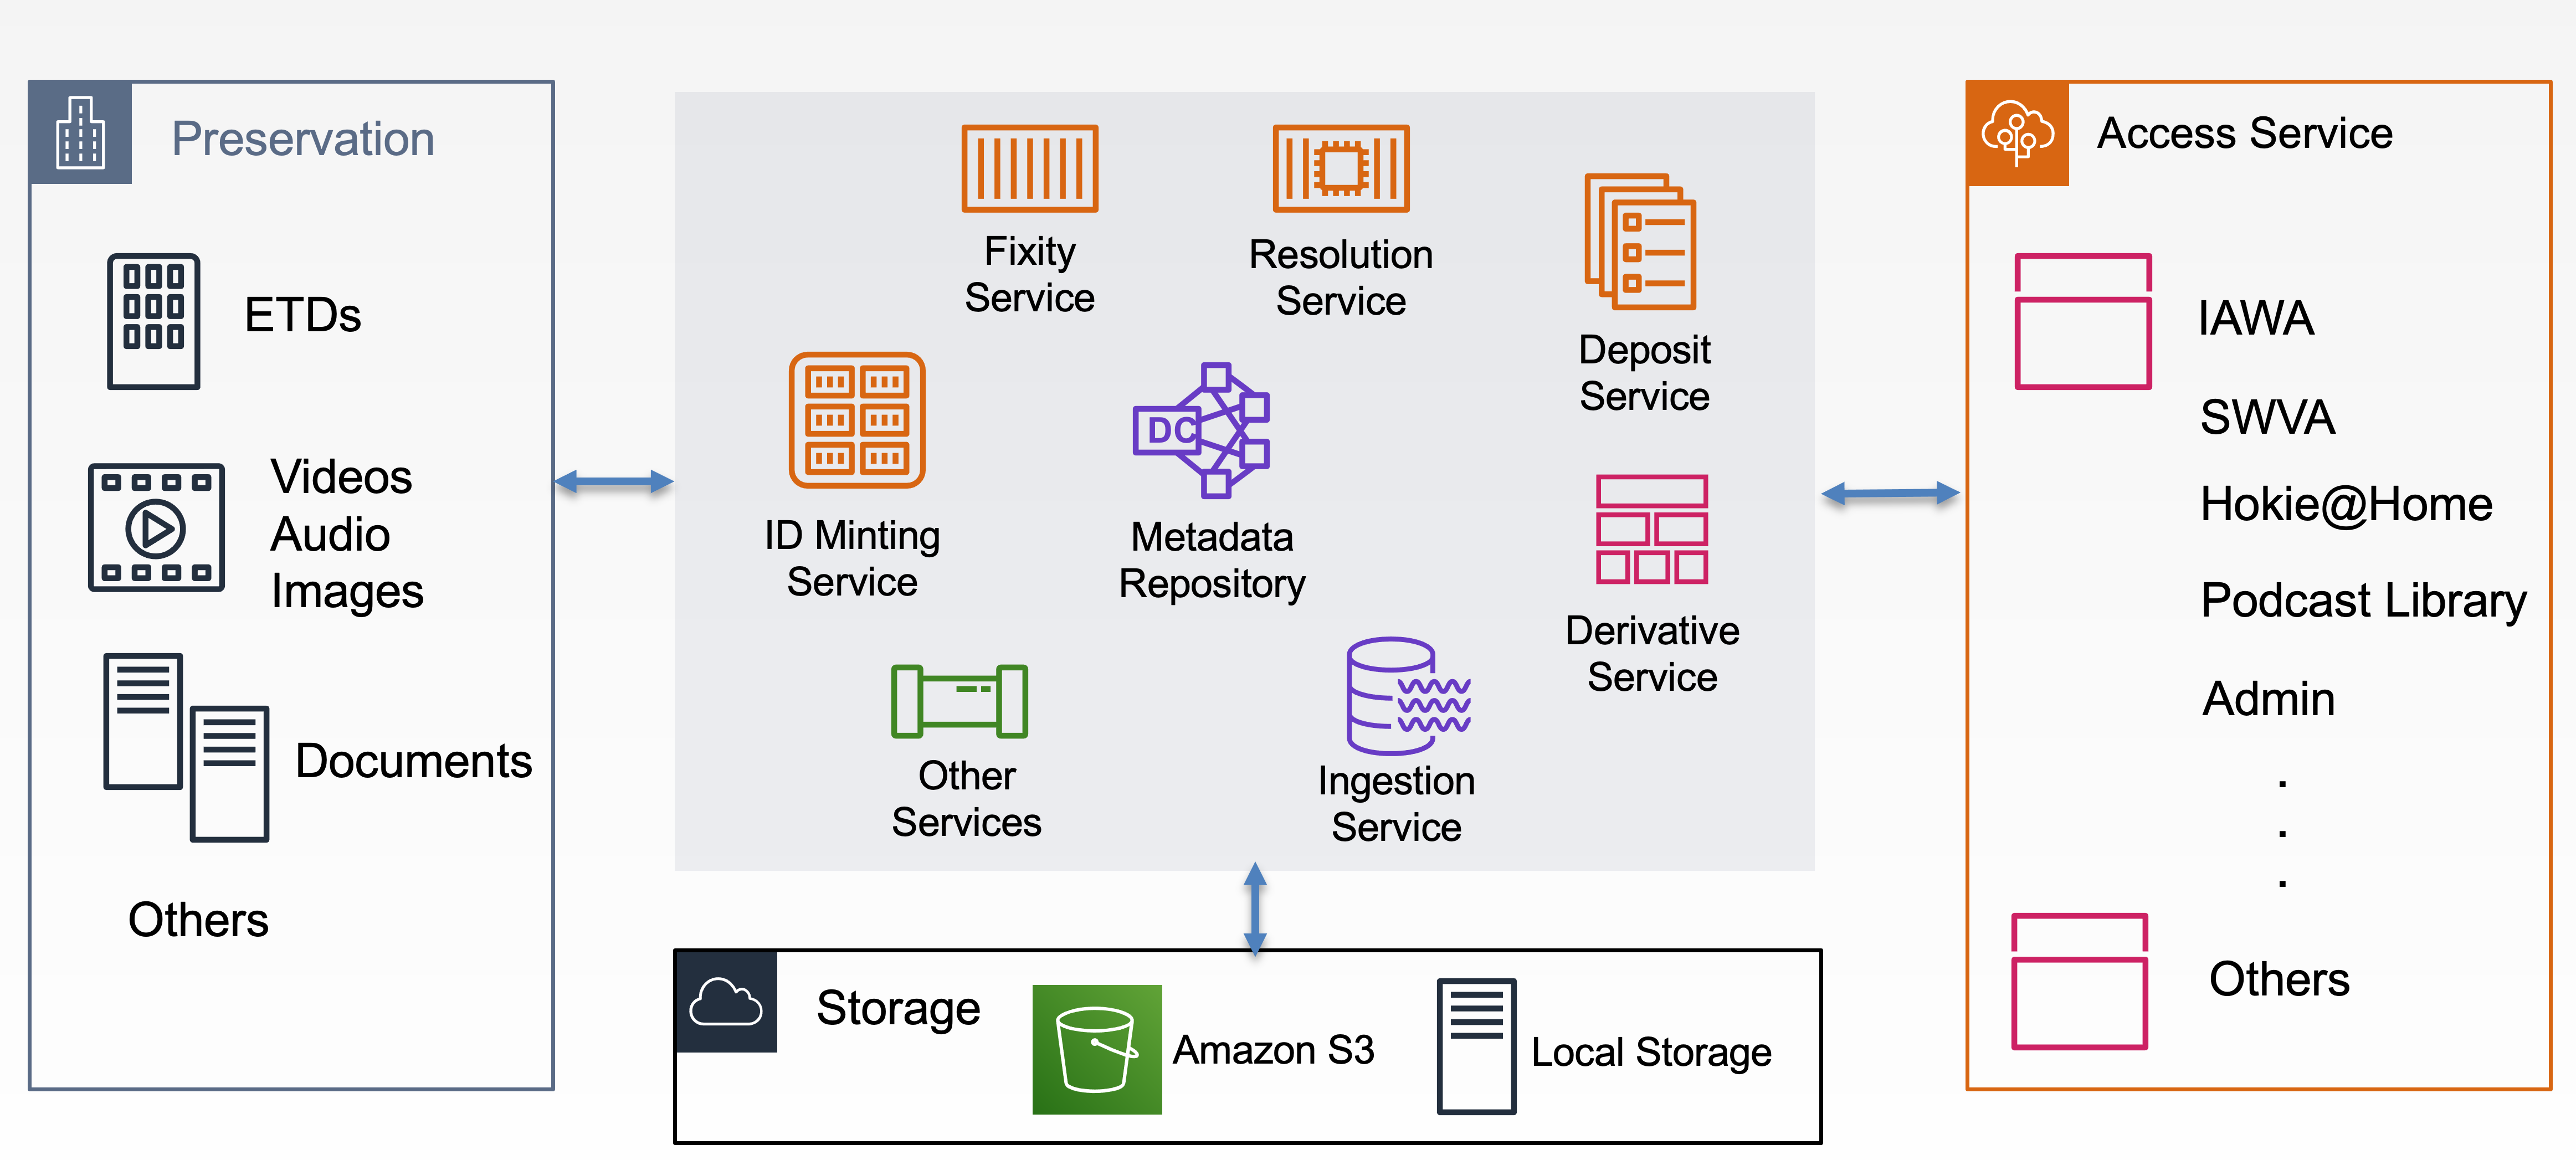 Preservation
ETDs
Videos
Audio
Images
Documents
Others
Fixity
Service
Resolution
Service
Deposit
Service
ID Minting
Service
DC
Metadata
Repository
Derivative
Service
Other
Services
Ingestion
Service
Storage
Amazon S3
Local Storage
Access Service
IAWA
SWVA
Hokie@Home
Podcast Library
Admin
.
.
.
Others